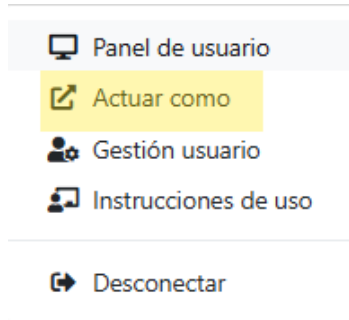 Panel de usuario
Actuar como
Gestión usuario
Instrucciones de uso
Desconectar